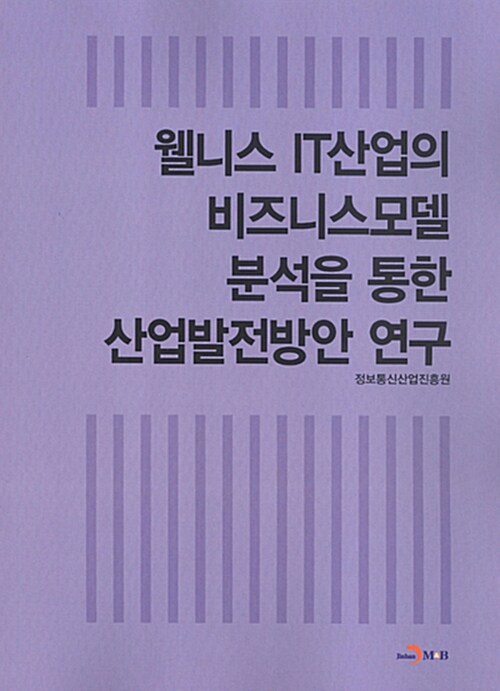 웰니스 IT산업의
비즈니스모델
분석을 통한
산업발전방안 연구
정보통신산업진흥원
Jinhan M&B